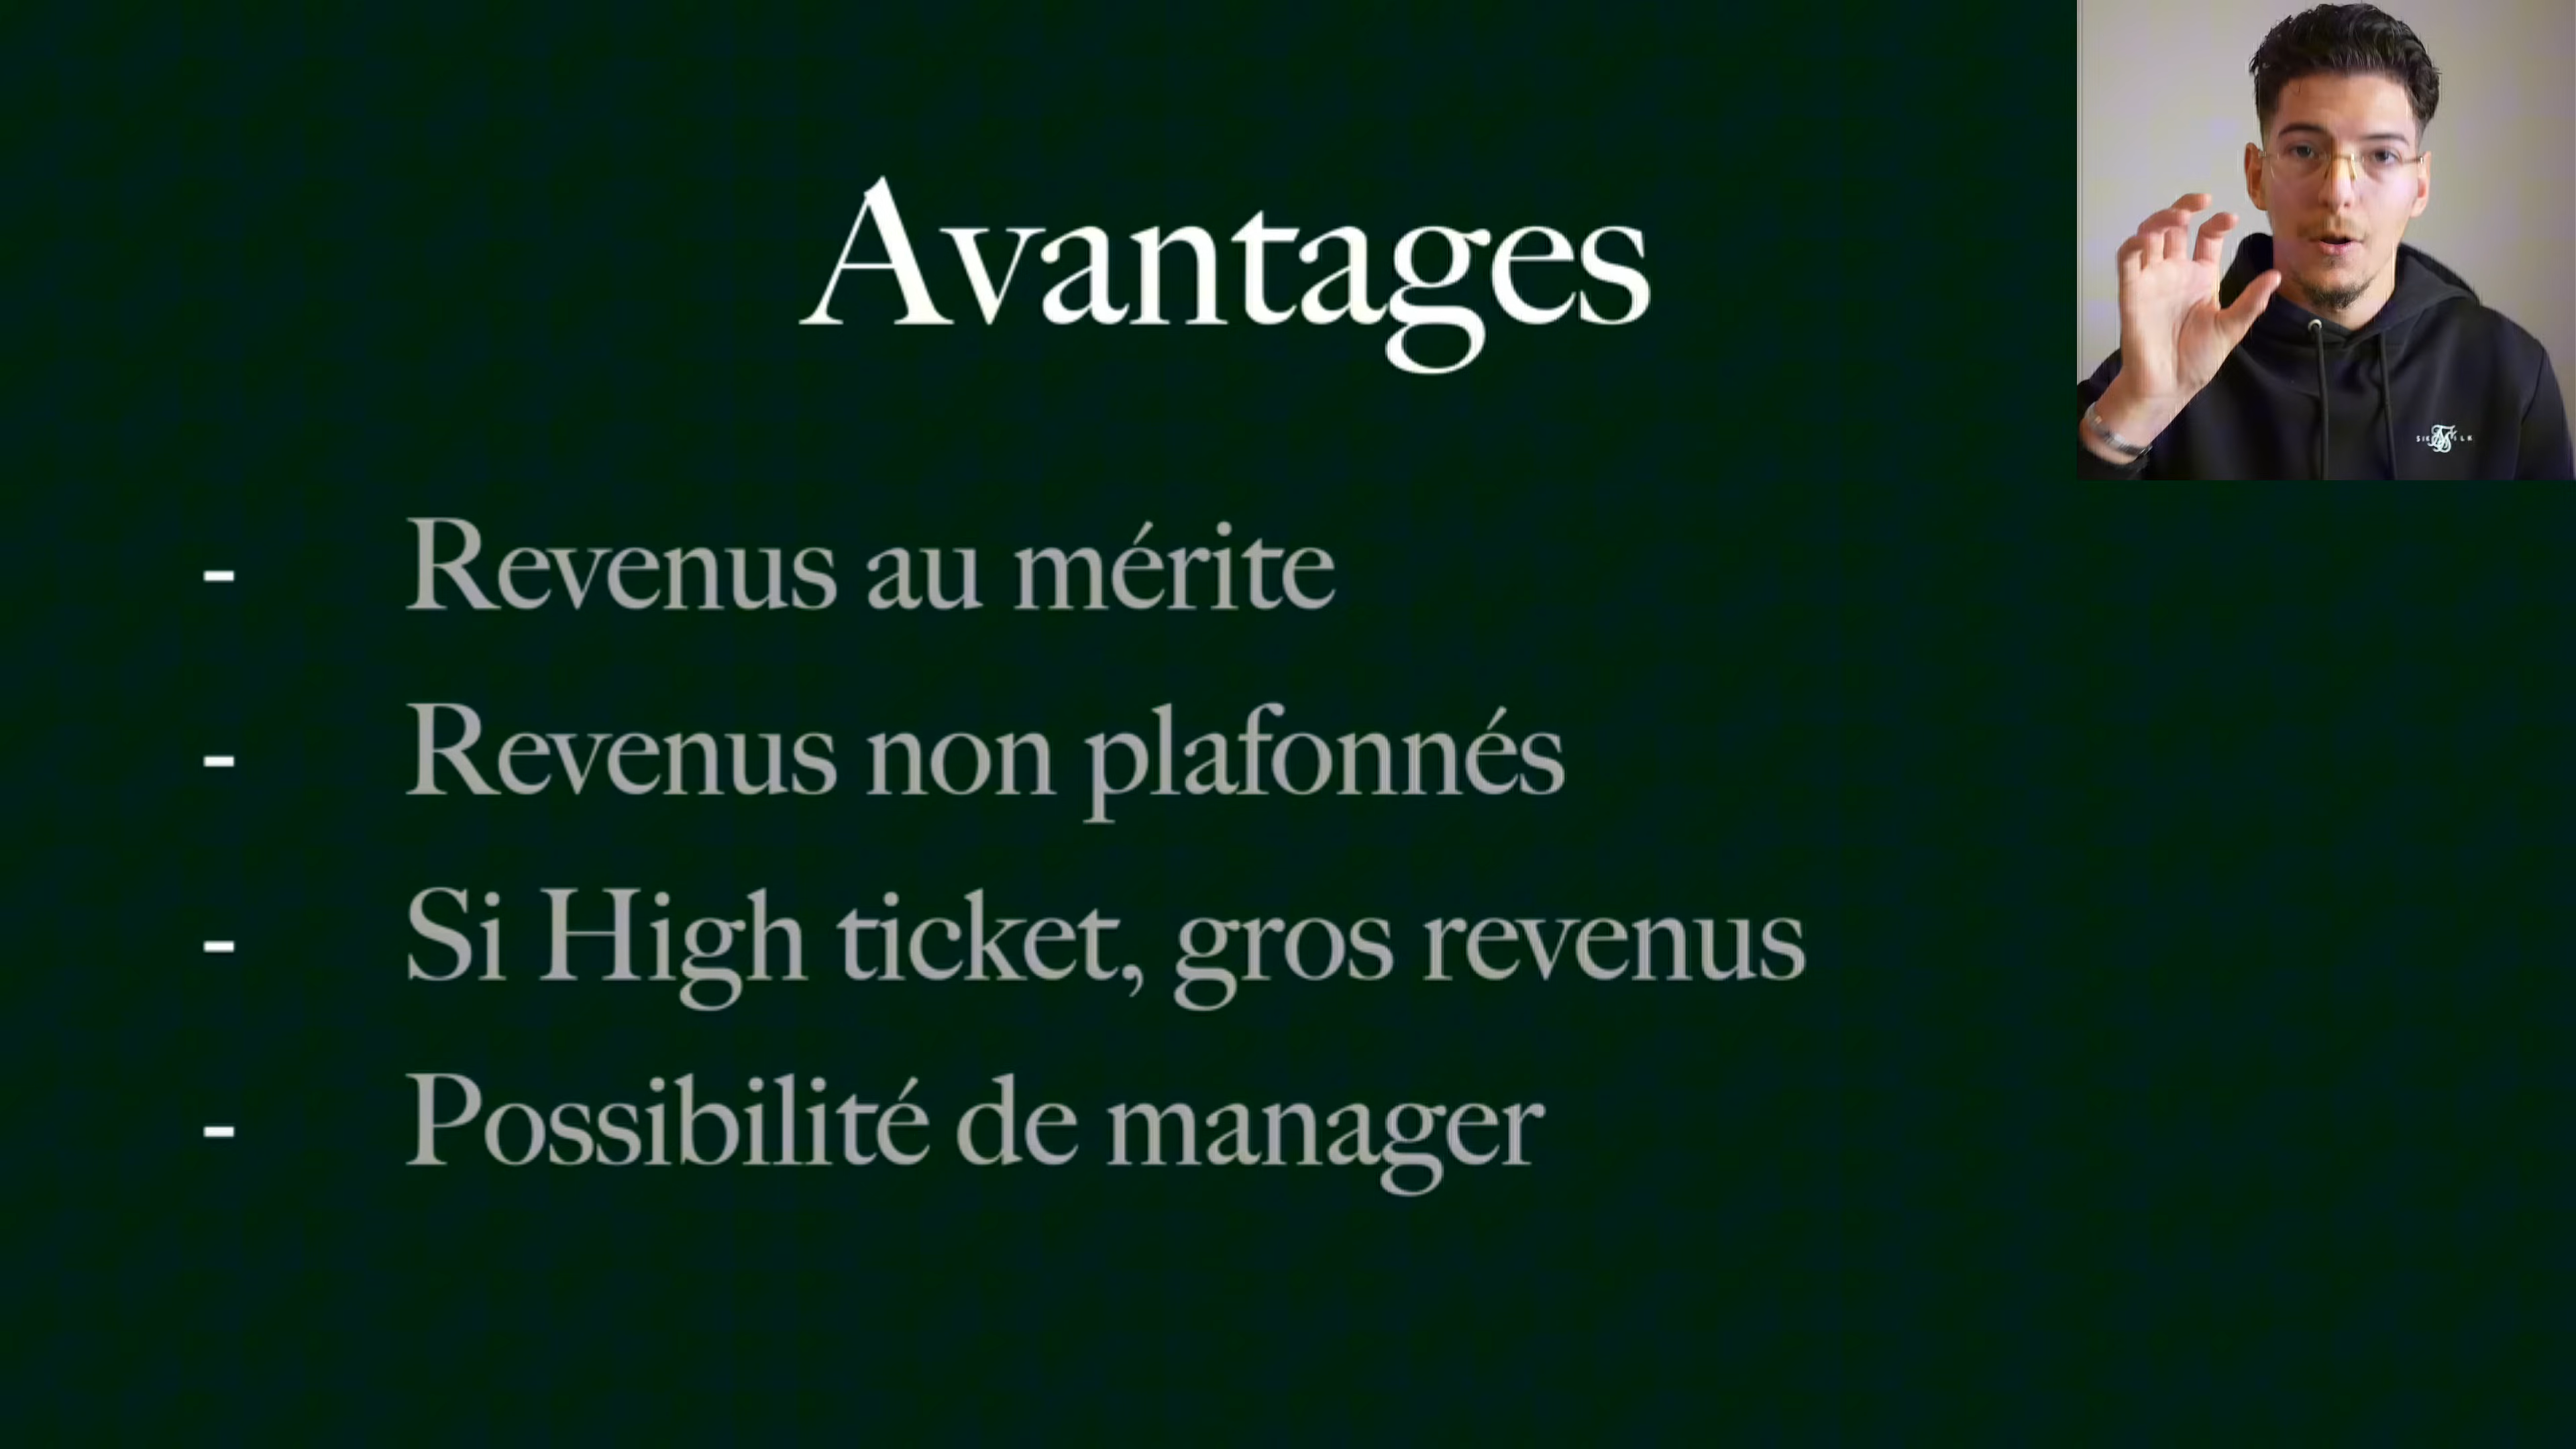 Avantages
- Revenus au mérite
- Revenus non plafonnés
- Si High ticket, gros revenus
- Possibilité de manager